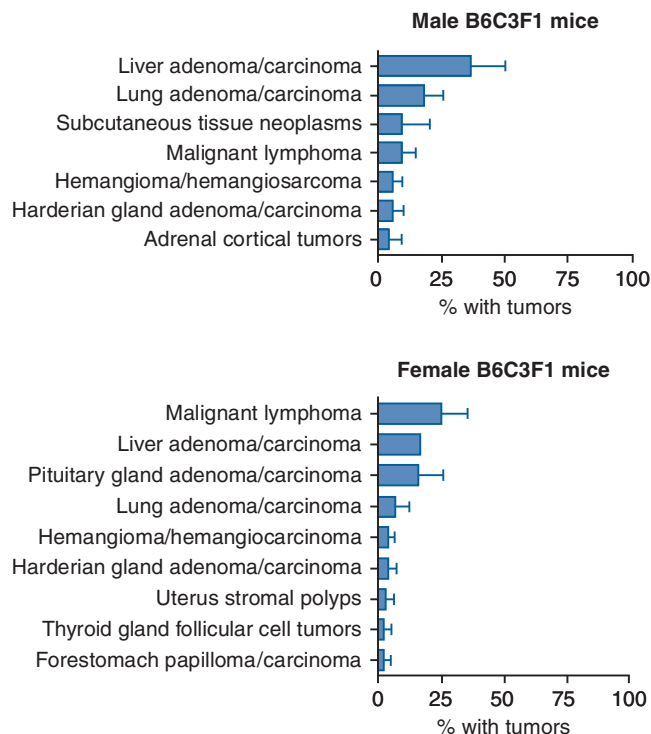 Male B6C3F1 mice
Liver adenoma/carcinoma
Lung adenoma/carcinoma
Subcutaneous tissue neoplasms
Malignant lymphoma
Hemangioma/hemangiosarcoma
Harderian gland adenoma/carcinoma
Adrenal cortical tumors
0 25 50 75 100
% with tumors
Female B6C3F1 mice
Malignant lymphoma
Liver adenoma/carcinoma
Pituitary gland adenoma/carcinoma
Lung adenoma/carcinoma
Hemangioma/hemangiocarcinoma
Harderian gland adenoma/carcinoma
Uterus stromal polyps
Thyroid gland follicular cell tumors
Forestomach papilloma/carcinoma
0 25 50 75 100
% with tumors